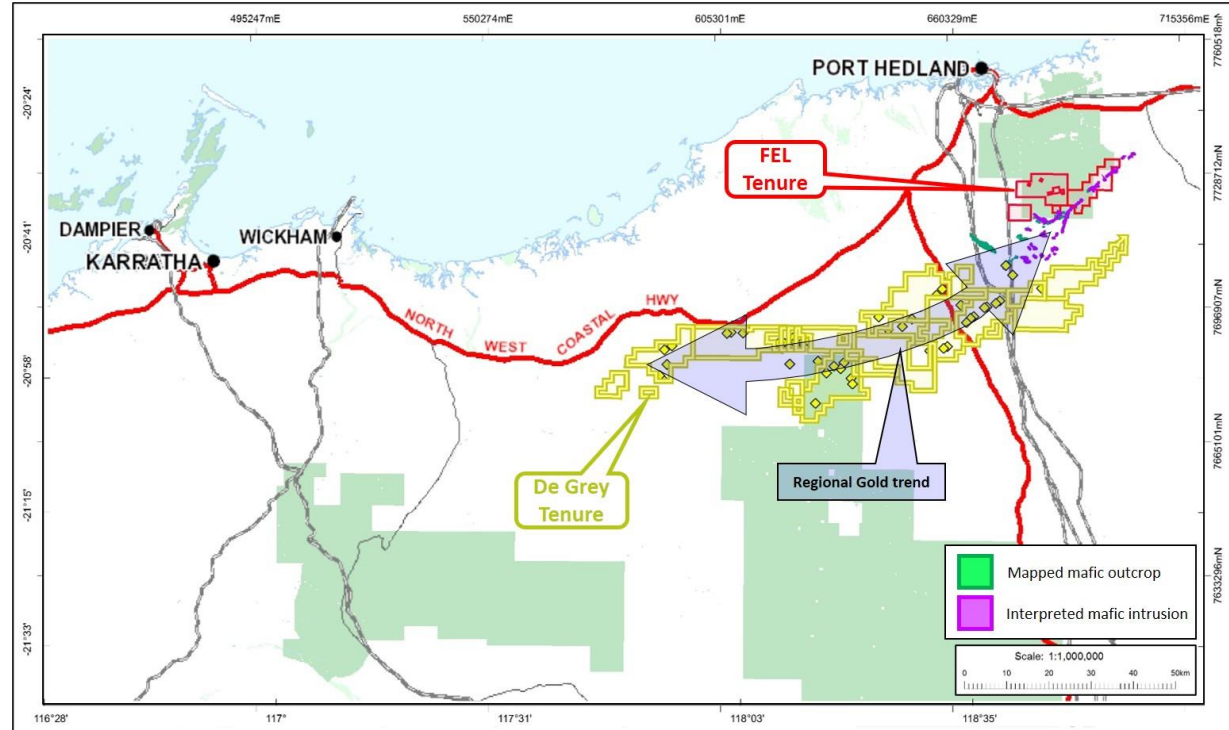 495247mE
550274mE
605301mE
660329mE
715356mE
7760518mN
-20°24'
PORT HEDLAND
FEL
Tenure
7728712mN
DAMPIER
-20°41'
WICKHAM
KARRATHA
NORTH
WEST
COASTAL
HWY
7696907mN
-20°58'
De Grey
Tenure
Regional Gold trend
7665101mN
-21°15'
Mapped mafic outcrop
Interpreted mafic intrusion
7633296mN
-21°33'
Scale: 1:1,000,000
0 10 20 30 40 50km
116°28'
117°
117°31'
118°03'
118°35'